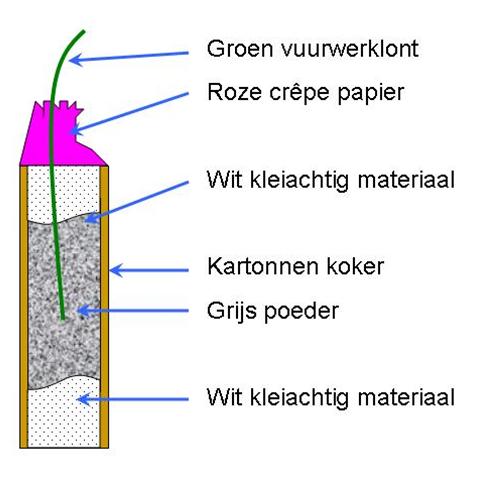 Groen vuurwerklont
Roze crêpe papier
Wit kleiachtig materiaal
Kartonnen koker
Grijs poeder
Wit kleiachtig materiaal